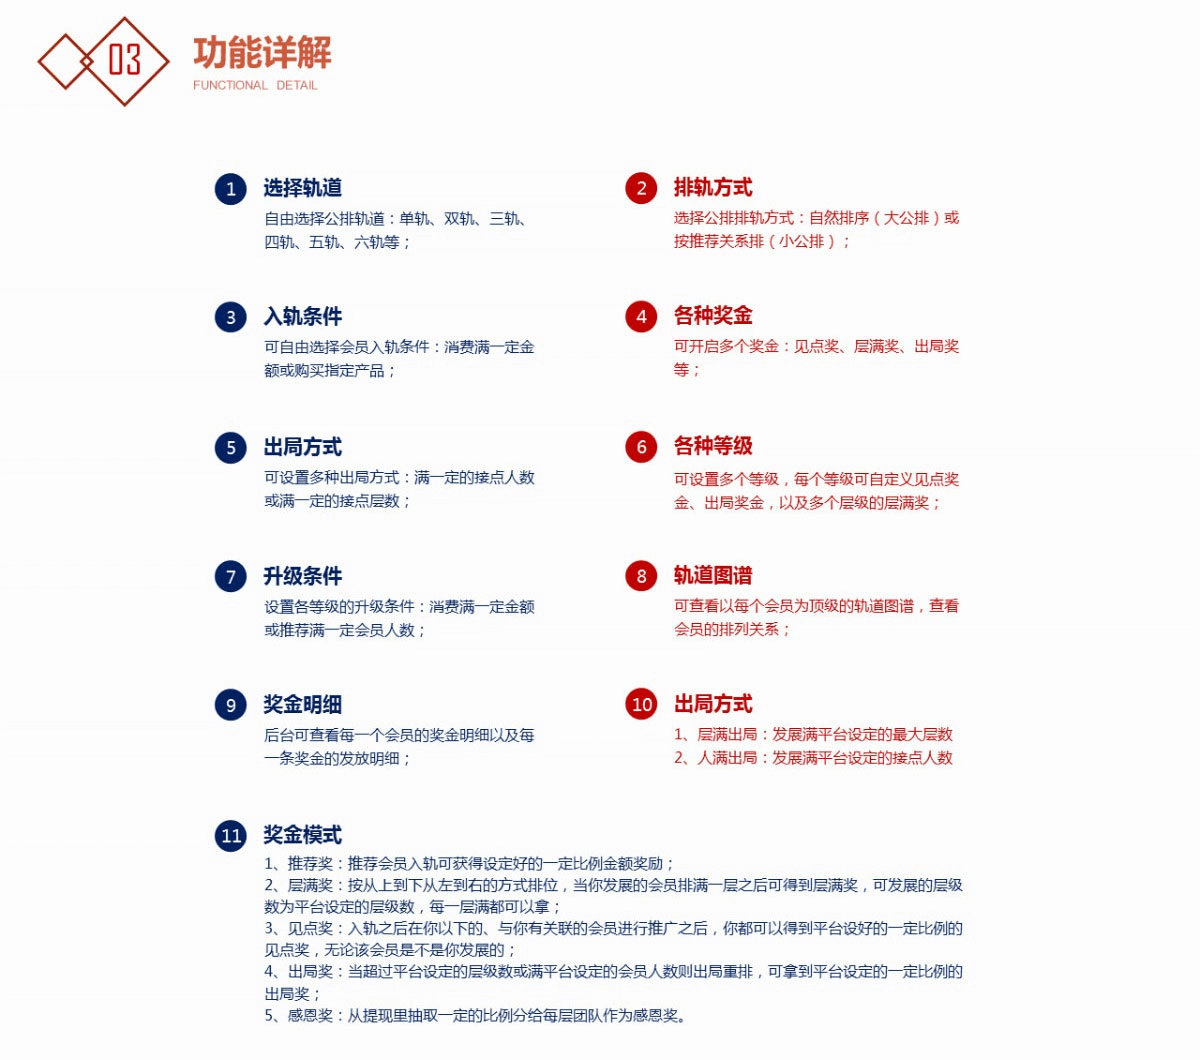 03
功能详解
FUNCTIONAL DETAIL
1 选择轨道
自由选择公排轨道：单轨、双轨、三轨、
四轨、五轨、六轨等；
2 排轨方式
选择公排排轨方式：自然排序（大公排）或
按推荐关系排（小公排）；
3 入轨条件
可自由选择会员入轨条件：消费满一定金
额或购买指定产品；
4 各种奖金
可开启多个奖金：见点奖、层满奖、出局奖
等；
5 出局方式
可设置多种出局方式：满一定的接点人数
或满一定的接点层数；
6 各种等级
可设置多个等级，每个等级可自定义见点奖
金、出局奖金，以及多个层级的层满奖；
7 升级条件
设置各等级的升级条件：消费满一定金额
或推荐满一定会员人数；
8 轨道图谱
可查看以每个会员为顶级的轨道图谱，查看
会员的排列关系；
9 奖金明细
后台可查看每一个会员的奖金明细以及每
一条奖金的发放明细；
10 出局方式
1、层满出局：发展满平台设定的最大层数
2、人满出局：发展满平台设定的接点人数
11 奖金模式
1、推荐奖：推荐会员入轨可获得设定好的一定比例金额奖励；
2、层满奖：按从上到下从左到右的方式排位，当你发展的会员排满一层之后可得到层满奖，可发展的层级
数为平台设定的层级数，每一层满都可以拿；
3、见点奖：入轨之后在你以下的、与你有关联的会员进行推广之后，你都可以得到平台设好的一定比例的
见点奖，无论该会员是不是你发展的；
4、出局奖：当超过平台设定的层级数或满平台设定的会员人数则出局重排，可拿到平台设定的一定比例的
出局奖；
5、感恩奖：从提现里抽取一定的比例分给每层团队作为感恩奖。